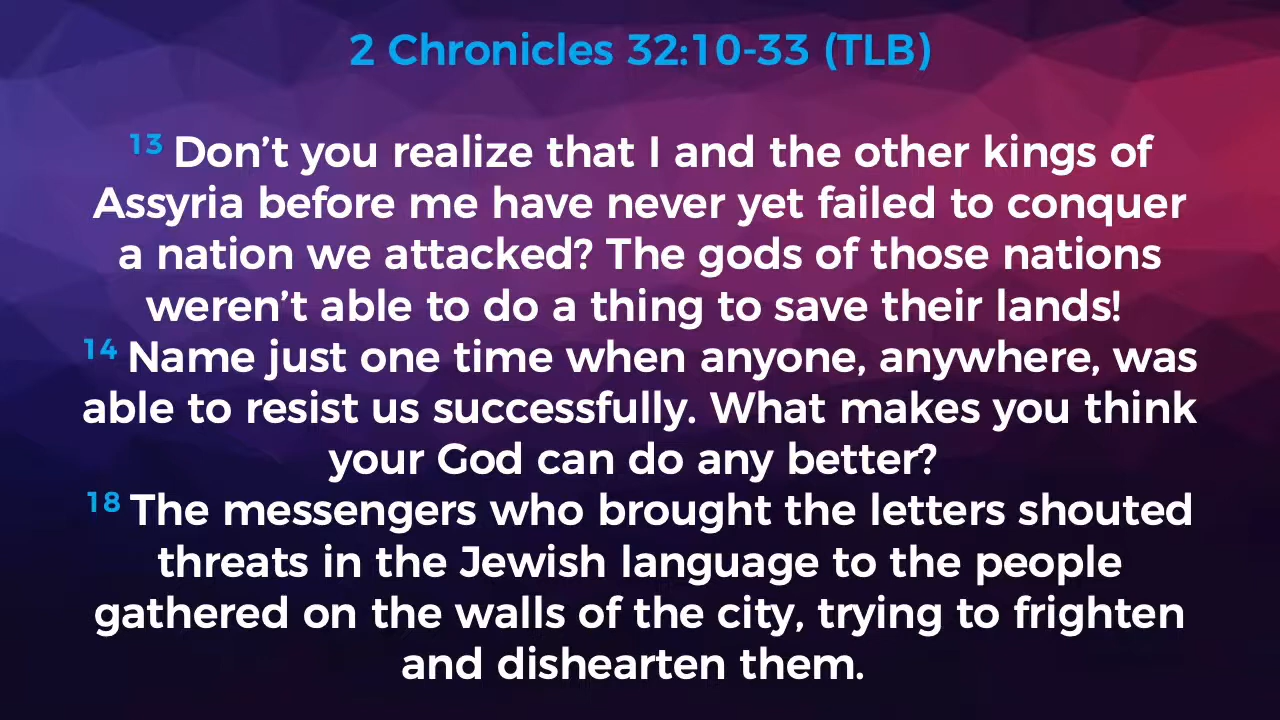 2 Chronicles 32:10-33 (TLB)
13 Don’t you realize that I and the other kings of
Assyria before me have never yet failed to conquer
a nation we attacked? The gods of those nations
weren’t able to do a thing to save their lands!
14 Name just one time when anyone, anywhere, was
able to resist us successfully. What makes you think
your God can do any better?
18 The messengers who brought the letters shouted
threats in the Jewish language to the people
gathered on the walls of the city, trying to frighten
and dishearten them.